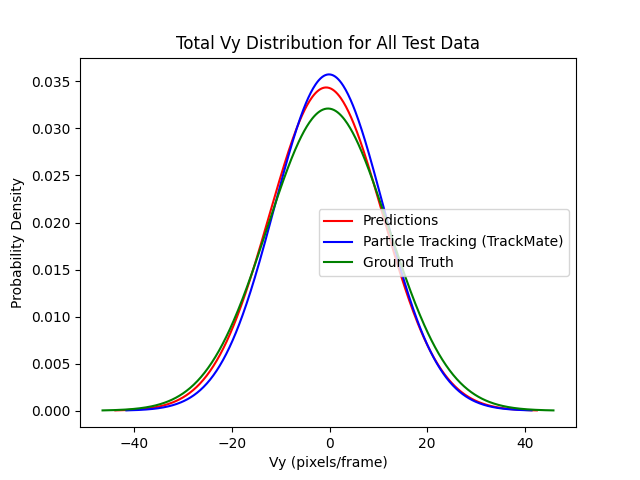 Total Vy Distribution for All Test Data
Probability Density
0.035
0.030
0.025
0.020
0.015
0.010
0.005
0.000
Predictions
Particle Tracking (TrackMate)
Ground Truth
−40
−20
0
20
40
Vy (pixels/frame)